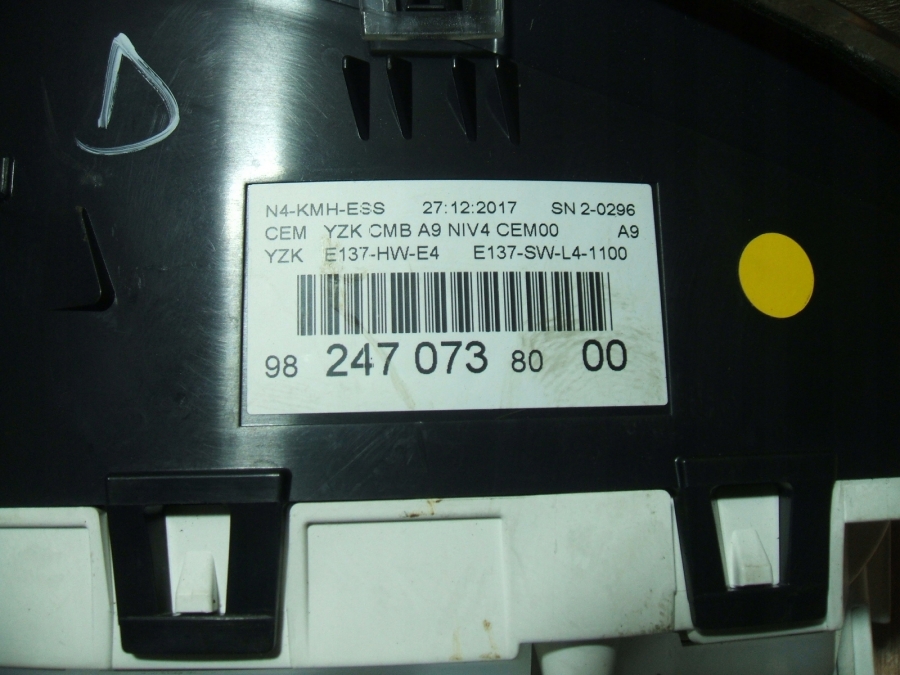 D
N4-KMH-ESS 27:12:2017 SN 2-0296
CEM YZK CMB A9 NIV4 CEM00 A9
YZK E137-HW-E4 E137-SW-L4-1100
98 247 073 80 00